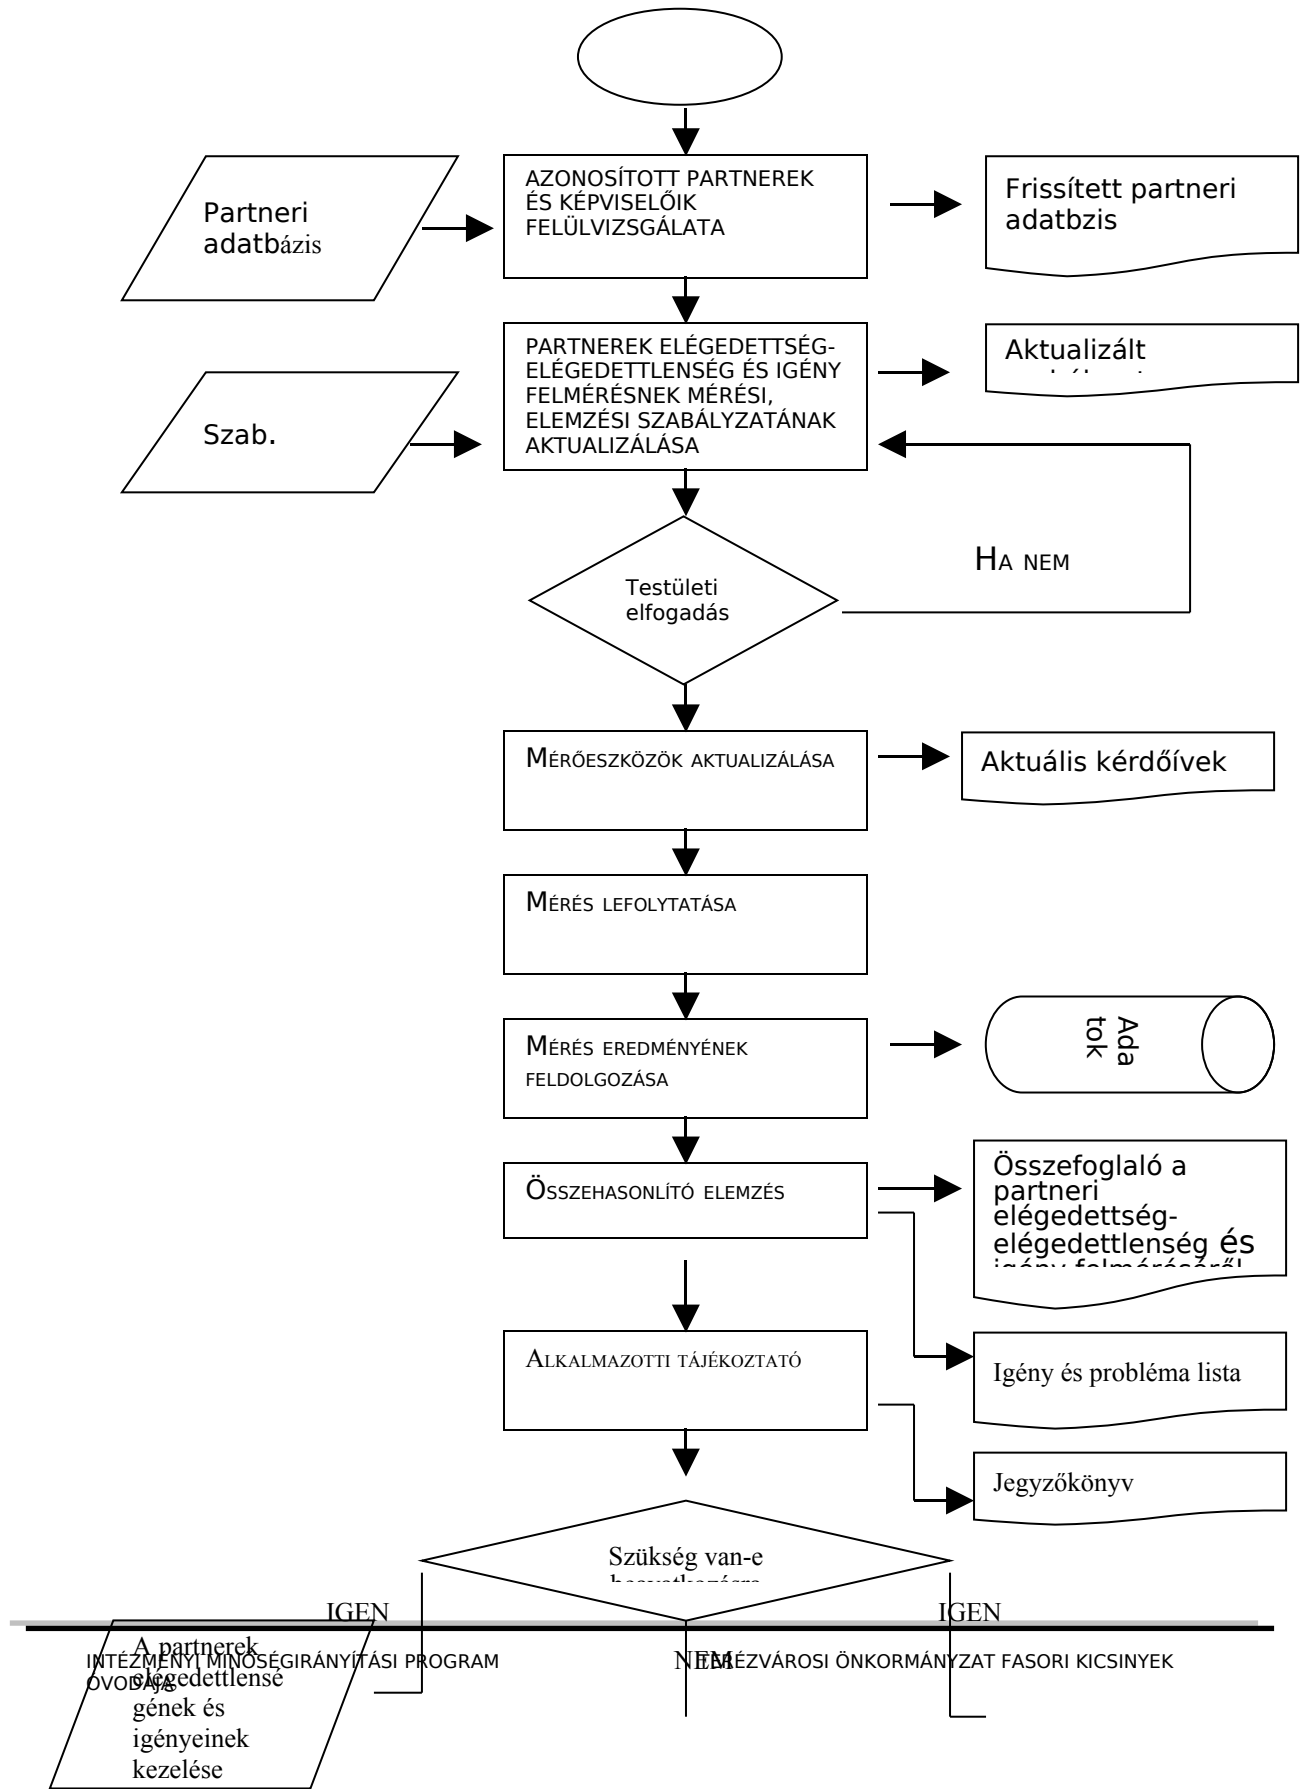 AZONOSÍTOTT PARTNEREK
ÉS KÉPVISELŐIK
FELÜLVIZSGÁLATA
Partneri
adatbázis
Frissített partneri
adatbzis
PARTNEREK ELÉGEDETTSÉG-
ELÉGEDETTLENSÉG ÉS IGÉNY
FELMÉRÉSNEK MÉRÉSI,
ELEMZÉSI SZABÁLYZATÁNAK
AKTUALIZÁLÁSA
Aktualizált
Szab.
HA NEM
Testületi
elfogadás
MÉRŐESZKÖZÖK AKTUALIZÁLÁSA
Aktuális kérdőívek
MÉRÉS LEFOLYTATÁSA
MÉRÉS EREDMÉNYÉNEK
FELDOLGOZÁSA
Ada
tok
ÖSSZEHASONLÍTÓ ELEMZÉS
Összefoglaló a
partneri
elégedettség-
elégedettlenség és
igény felméréséről
ALKALMAZOTTI TÁJÉKOZTATÓ
Igény és probléma lista
Jegyzőkönyv
Szükség van-e
IGEN
IGEN
NEM
A partnerek
elégedettlensé
gének és
igényeinek
kezelése
INTÉZMÉNYI MINŐSÉGIRÁNYÍTÁSI PROGRAM
ÖNKORMÁNYZAT FASORI KICSINYEK
ÓVODÁJA